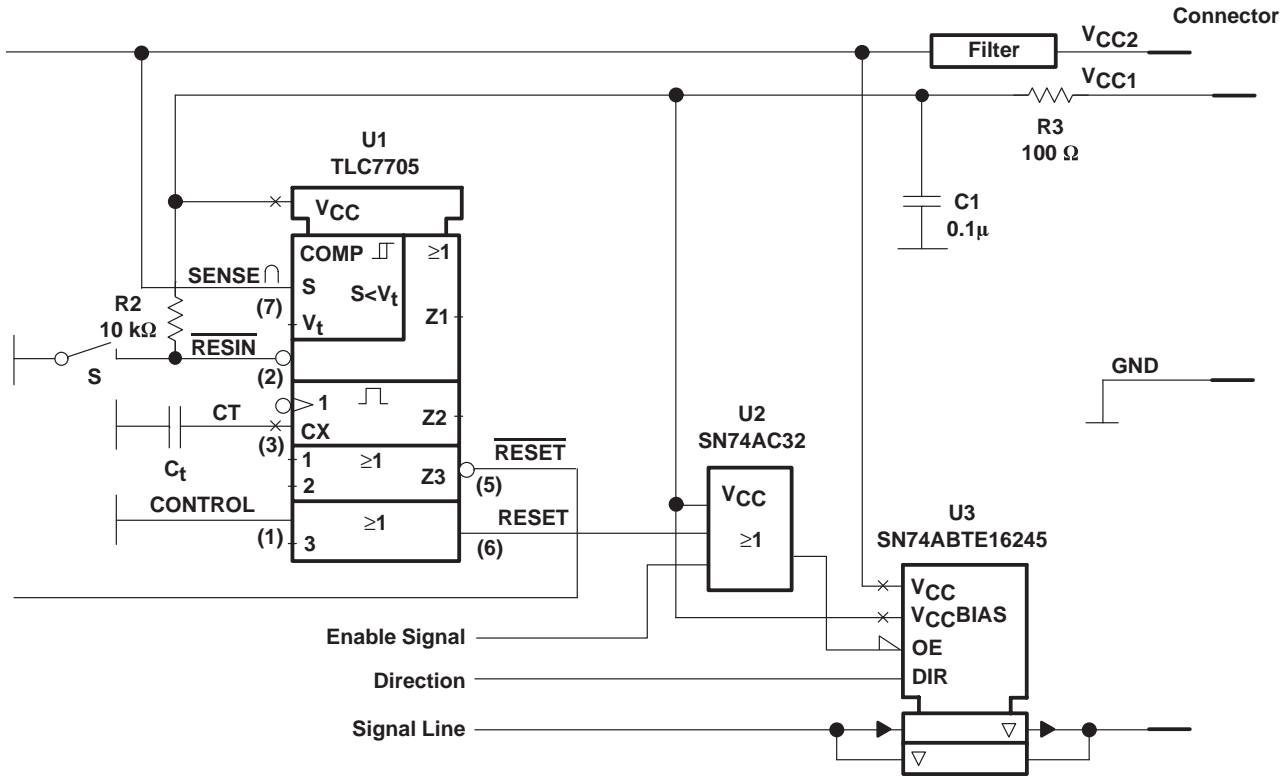 Connector
Filter
VCC2
VCC1
R3
100 Ω
C1
0.1μ
U1
TLC7705
VCC
COMP
≥1
SENSE
S
S<Vt
(7)
Vt
Z1
R2
10 kΩ
RESIN
S
(2)
1
CT
CX
Z2
(3)
Ct
1
≥1
2
Z3
RESET
(5)
CONTROL
≥1
RESET
(1)
3
(6)
GND
U2
SN74AC32
VCC
≥1
U3
SN74ABTE16245
VCC
VCCBIAS
OE
DIR
Enable Signal
Direction
Signal Line